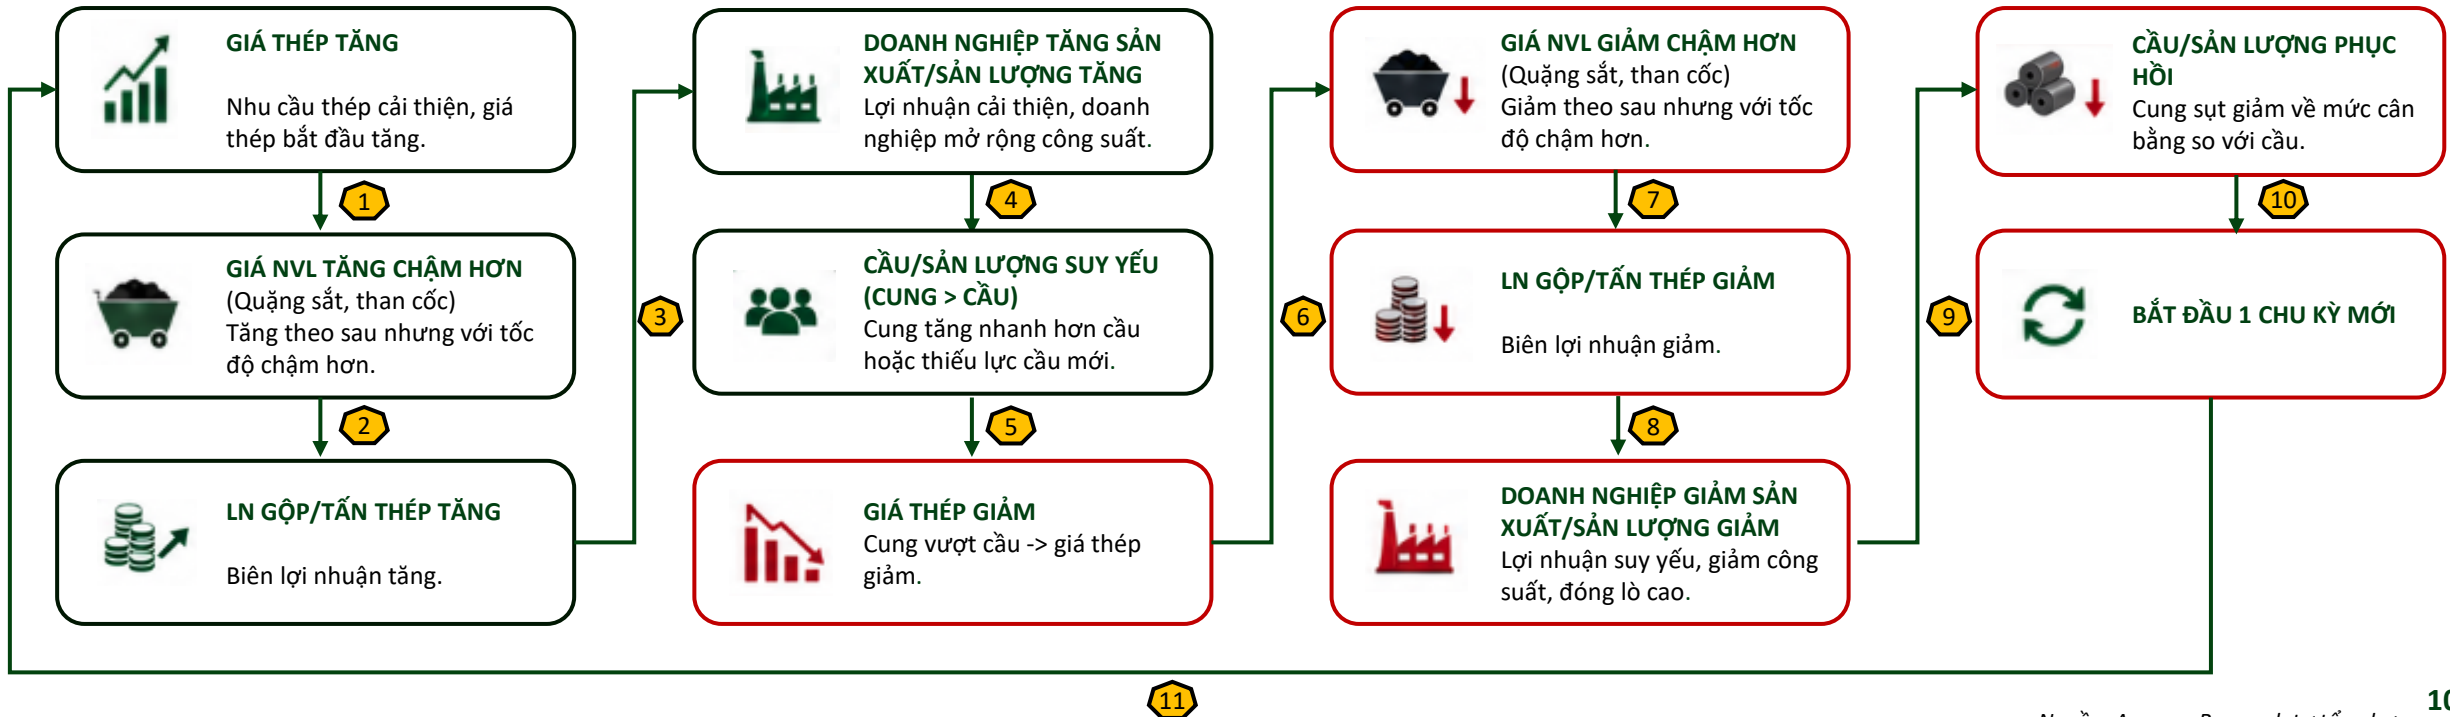 GIÁ THÉP TĂNG
Nhu cầu thép cải thiện, giá
thép bắt đầu tăng.
1
GIÁ NVL TĂNG CHẬM HƠN
(Quặng sắt, than cốc)
Tăng theo sau nhưng với tốc
độ chậm hơn.
2
LN GỘP/TẤN THÉP TĂNG
Biên lợi nhuận tăng.
3
DOANH NGHIỆP TĂNG SẢN
XUẤT/SẢN LƯỢNG TĂNG
Lợi nhuận cải thiện, doanh
nghiệp mở rộng công suất.
4
CẦU/SẢN LƯỢNG SUY YẾU
(CUNG > CẦU)
Cung tăng nhanh hơn cầu
hoặc thiếu lực cầu mới.
5
GIÁ THÉP GIẢM
Cung vượt cầu -> giá thép
giảm.
6
GIÁ NVL GIẢM CHẬM HƠN
(Quặng sắt, than cốc)
Giảm theo sau nhưng với tốc
độ chậm hơn.
7
LN GỘP/TẤN THÉP GIẢM
Biên lợi nhuận giảm.
8
DOANH NGHIỆP GIẢM SẢN
XUẤT/SẢN LƯỢNG GIẢM
Lợi nhuận suy yếu, giảm công
suất, đóng lò cao.
9
CẦU/SẢN LƯỢNG PHỤC
HỒI
Cung sụt giảm về mức cân
bằng so với cầu.
10
BẮT ĐẦU 1 CHU KỲ MỚI
11